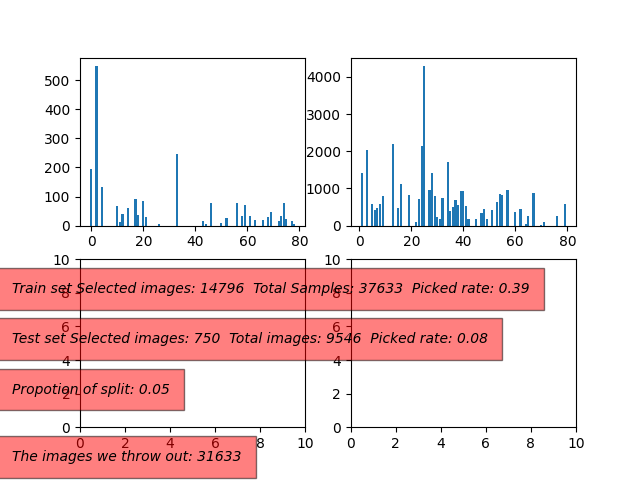 500
400
300
200
100
0
0 20 40 60 80
4000
3000
2000
1000
0
0 20 40 60 80
10
8
6
4
2
0
0 2 4 6 8 10
10
8
6
4
2
0
0 2 4 6 8 10
Train set Selected images: 14796 Total Samples: 37633 Picked rate: 0.39
Test set Selected images: 750 Total images: 9546 Picked rate: 0.08
Propotion of split: 0.05
The images we throw out: 31633